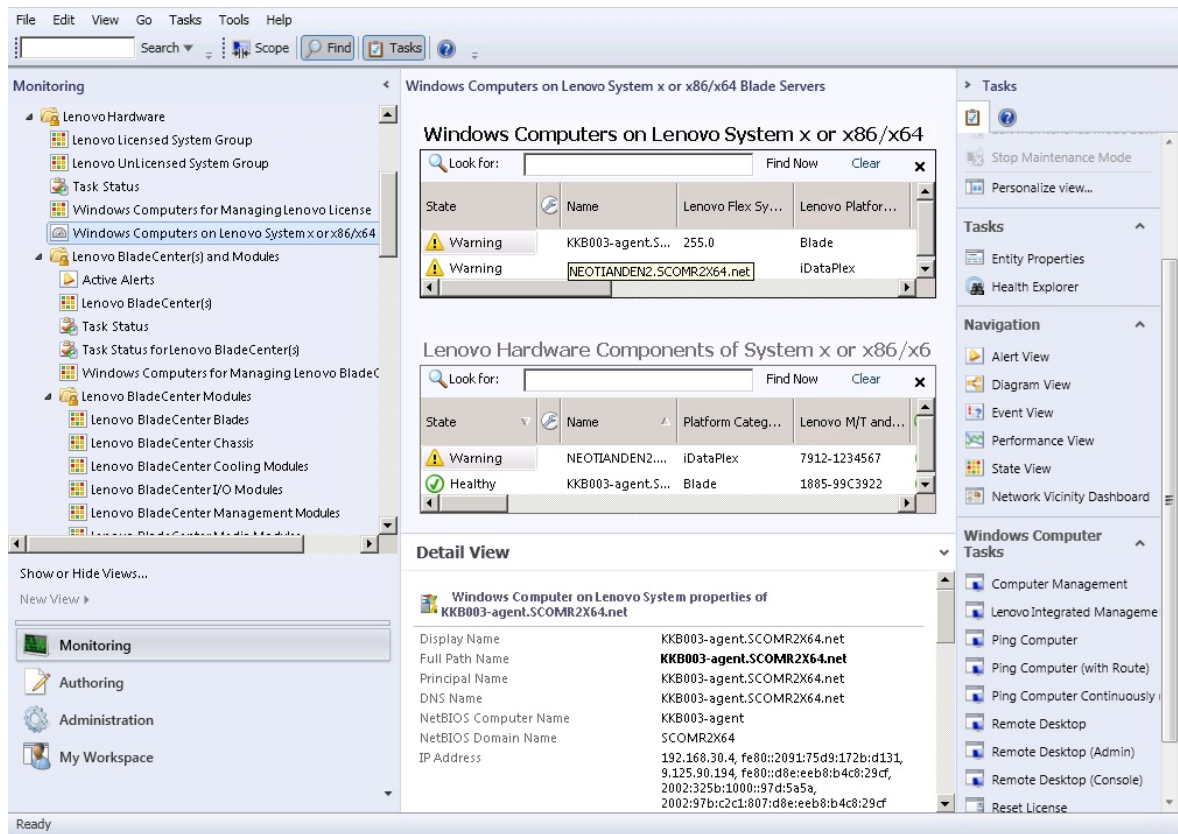 File Edit View Go Tasks Tools Help
Search Scope Find Tasks
Monitoring
Lenovo Hardware
Lenovo Licensed System Group
Lenovo UnLicensed System Group
Task Status
Windows Computers for Managing Lenovo License
Windows Computers on Lenovo System x or x86/x64
Lenovo BladeCenter(s) and Modules
Active Alerts
Lenovo BladeCenter(s)
Task Status
Task Status for Lenovo BladeCenter(s)
Windows Computers for Managing Lenovo BladeC
Lenovo BladeCenter Modules
Lenovo BladeCenter Blades
Lenovo BladeCenter Chassis
Lenovo BladeCenter Cooling Modules
Lenovo BladeCenter I/O Modules
Lenovo BladeCenter Management Modules
Show or Hide Views...
New View
Monitoring
Authoring
Administration
My Workspace
Ready
Windows Computers on Lenovo System x or x86/x64 Blade Servers
Windows Computers on Lenovo System x or x86/x64
Look for: Find Now Clear
State Name Lenovo Flex Sy... Lenovo Platfor...
Warning KKB003-agent.S... 255.0 Blade
Warning NEOTIANDEN2.SCOMR2X64.net iDataPlex
Lenovo Hardware Components of System x or x86/x6
Look for: Find Now Clear
State Name Platform Categ... Lenovo M/T and...
Warning NEOTIANDEN2.... iDataPlex 7912-1234567
Healthy KKB003-agent.S... Blade 1885-99C3922
Detail View
Windows Computer on Lenovo System properties of
KKB003-agent.SCOMR2X64.net
Display Name KKB003-agent.SCOMR2X64.net
Full Path Name KKB003-agent.SCOMR2X64.net
Principal Name KKB003-agent.SCOMR2X64.net
DNS Name KKB003-agent.SCOMR2X64.net
NetBIOS Computer Name KKB003-agent
NetBIOS Domain Name SCOMR2X64
IP Address 192.168.30.4, fe80::2091:75d9:172b:d131,
9.125.90.194, fe80::d8e:eeb8:b4c8:29cf,
2002:325b:1000::97d:5a5a,
2002:97b:c2c1:807:d8e:eeb8:b4c8:29cf
Tasks
Stop Maintenance Mode
Personalize view...
Tasks
Entity Properties
Health Explorer
Navigation
Alert View
Diagram View
Event View
Performance View
State View
Network Vicinity Dashboard
Windows Computer
Tasks
Computer Management
Lenovo Integrated Manageme
Ping Computer
Ping Computer (with Route)
Ping Computer Continuously
Remote Desktop
Remote Desktop (Admin)
Remote Desktop (Console)
Reset License